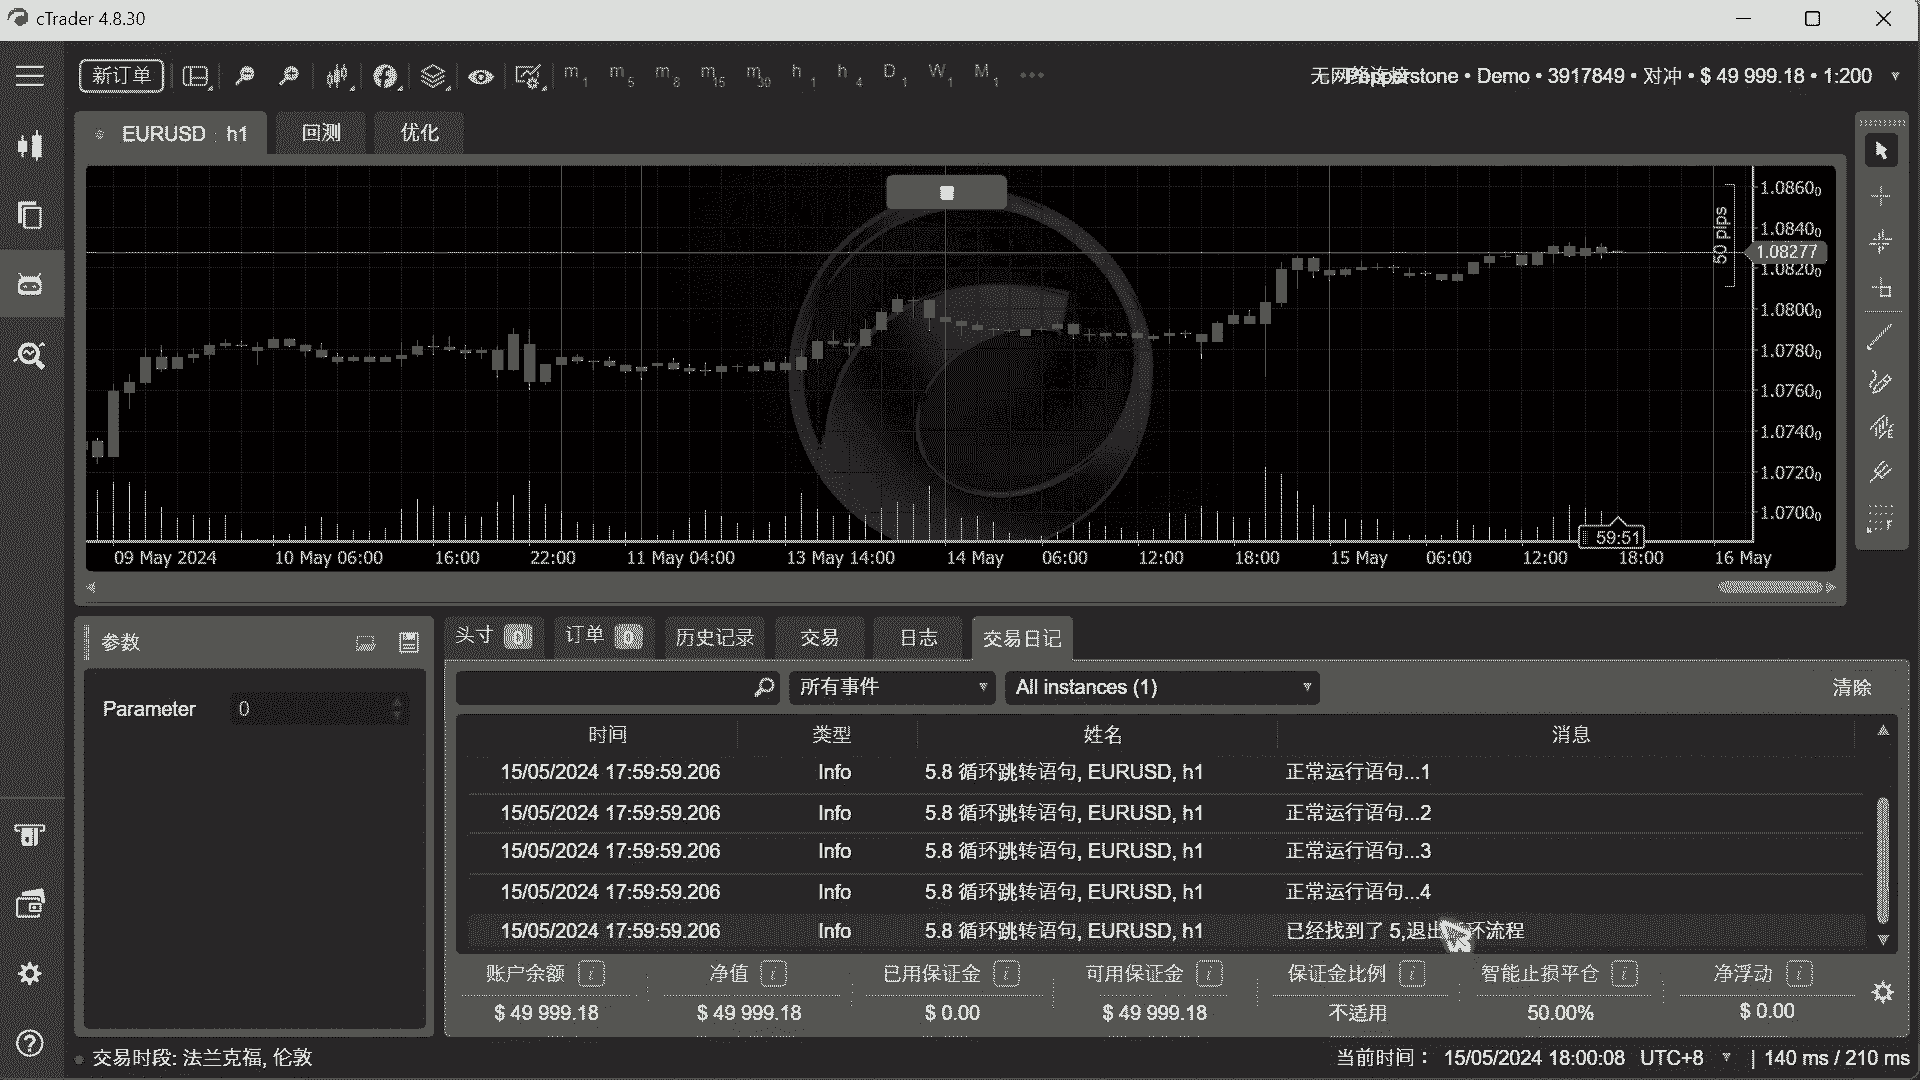 cTrader 4.8.30
新订单
m1 m5 m8 m15 m30 h1 h4 D1 W1 M1
Pepperstone • Demo • 3917849 • 对冲 • $ 49 999.18 • 1:200
EURUSD h1
回测
优化
50 pips
1.08600
1.08400
1.08277
1.08200
1.08000
1.07800
1.07600
1.07400
1.07200
1.07000
59:51
09 May 2024
10 May 06:00
16:00
22:00
11 May 04:00
13 May 14:00
14 May
06:00
12:00
18:00
15 May
06:00
12:00
18:00
16 May
参数
Parameter 0
头寸 0
订单 0
历史记录
交易
日志
交易日记
所有事件
All instances (1)
清除
时间 类型 姓名 消息
15/05/2024 17:59:59.206 Info 5.8 循环跳转语句, EURUSD, h1 正常运行语句...1
15/05/2024 17:59:59.206 Info 5.8 循环跳转语句, EURUSD, h1 正常运行语句...2
15/05/2024 17:59:59.206 Info 5.8 循环跳转语句, EURUSD, h1 正常运行语句...3
15/05/2024 17:59:59.206 Info 5.8 循环跳转语句, EURUSD, h1 正常运行语句...4
15/05/2024 17:59:59.206 Info 5.8 循环跳转语句, EURUSD, h1 已经找到了 5,退出循环流程
账户余额 净值 已用保证金 可用保证金 保证金比例 智能止损平仓 净浮动
$ 49 999.18 $ 49 999.18 $ 0.00 $ 49 999.18 不适用 50.00% $ 0.00
交易时段: 法兰克福, 伦敦
当前时间： 15/05/2024 18:00:08 UTC+8 | 140 ms / 210 ms